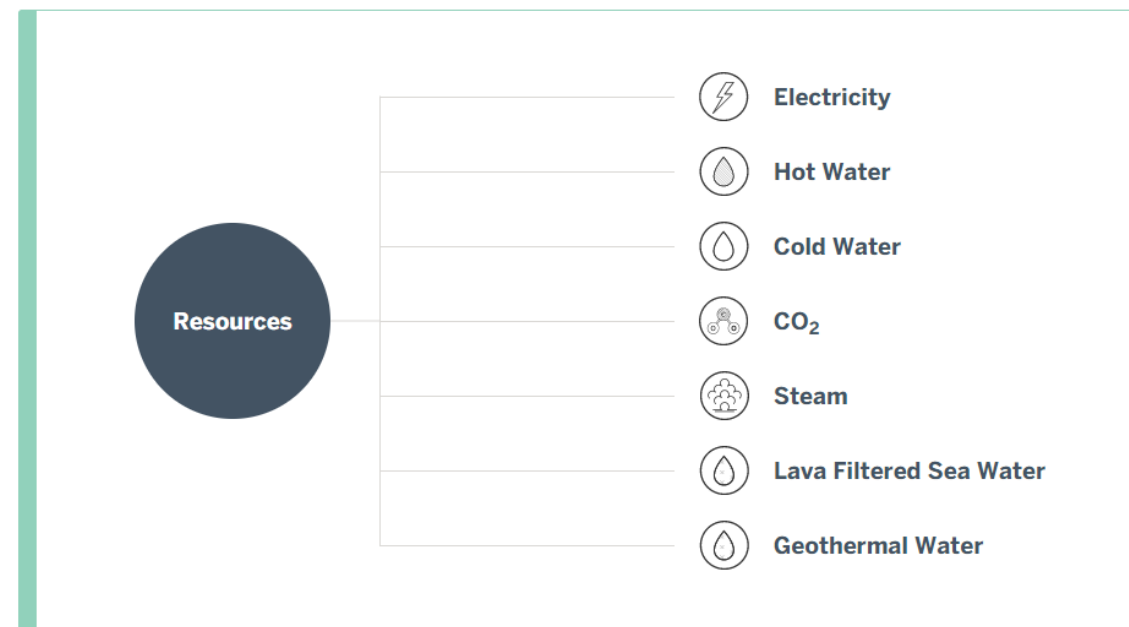 Electricity
Hot Water
Cold Water
Resources
CO₂
Steam
Lava Filtered Sea Water
Geothermal Water